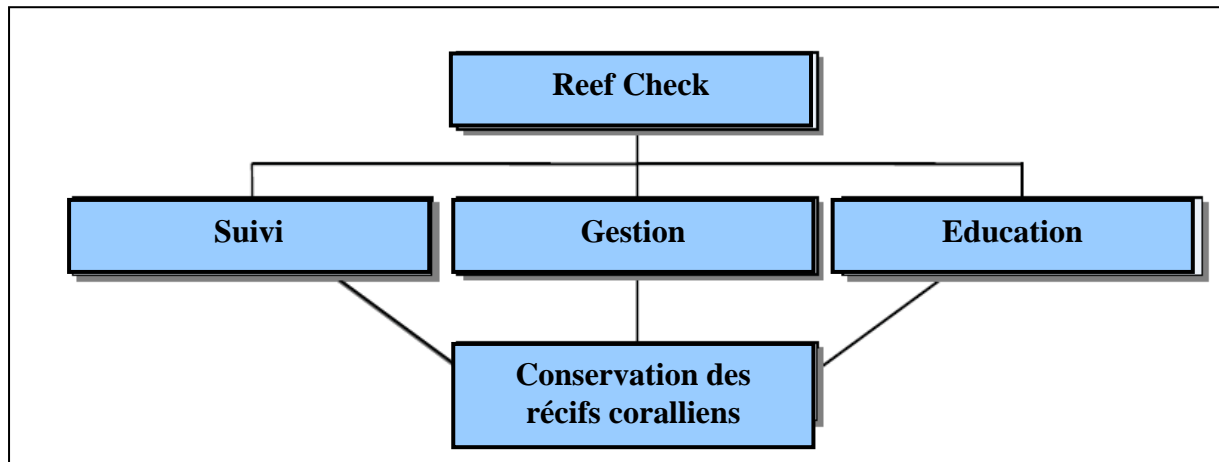 Reef Check
Suivi
Gestion
Education
Conservation des
récifs coralliens